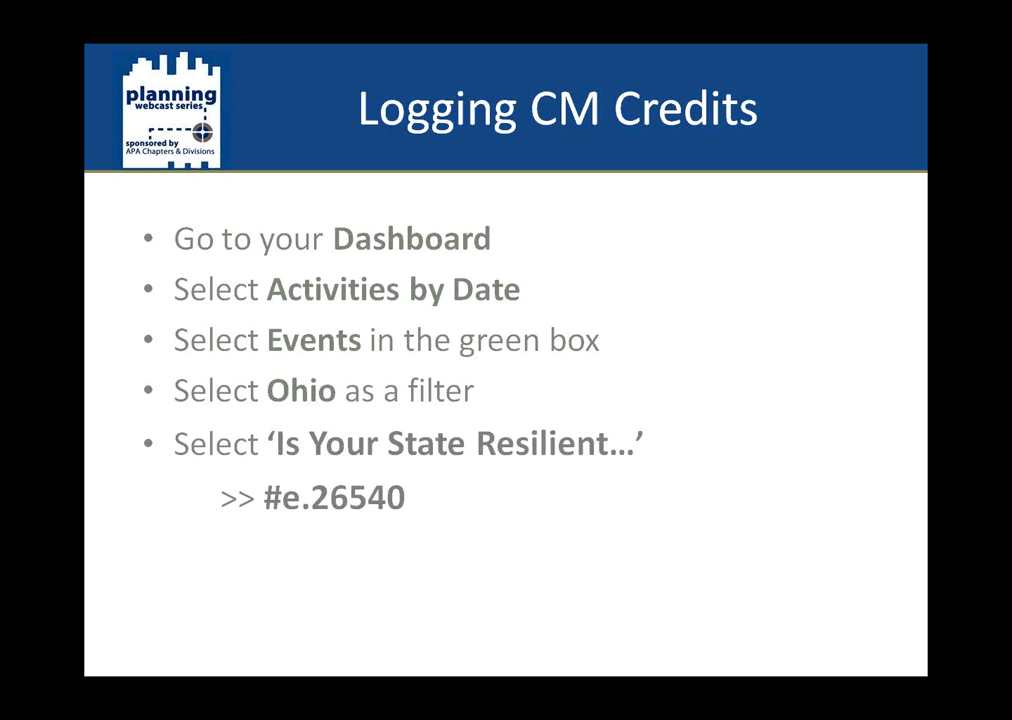 planning
webcast series
sponsored by
APA Chapters & Divisions
Logging CM Credits
• Go to your Dashboard
• Select Activities by Date
• Select Events in the green box
• Select Ohio as a filter
• Select ‘Is Your State Resilient…’
>> #e.26540